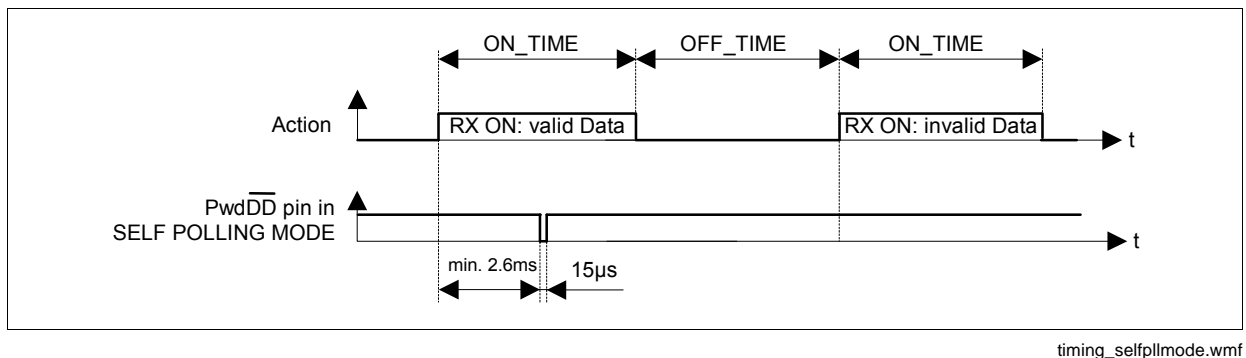 ON_TIME OFF_TIME ON_TIME
Action RX ON: valid Data RX ON: invalid Data t
PwdDD pin in
SELF POLLING MODE t
min. 2.6ms 15µs
timing_selfpllmode.wmf